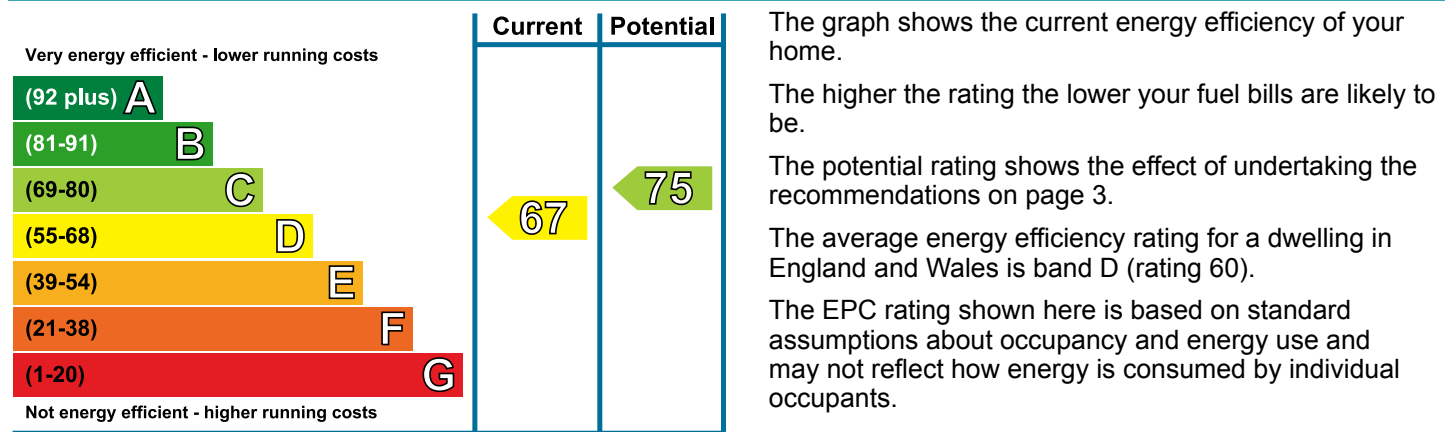 Current Potential
Very energy efficient - lower running costs
(92 plus) A
(81-91) B
(69-80) C
(55-68) D
(39-54) E
(21-38) F
(1-20) G
Not energy efficient - higher running costs
67
75
The graph shows the current energy efficiency of your
home.
The higher the rating the lower your fuel bills are likely to
be.
The potential rating shows the effect of undertaking the
recommendations on page 3.
The average energy efficiency rating for a dwelling in
England and Wales is band D (rating 60).
The EPC rating shown here is based on standard
assumptions about occupancy and energy use and
may not reflect how energy is consumed by individual
occupants.